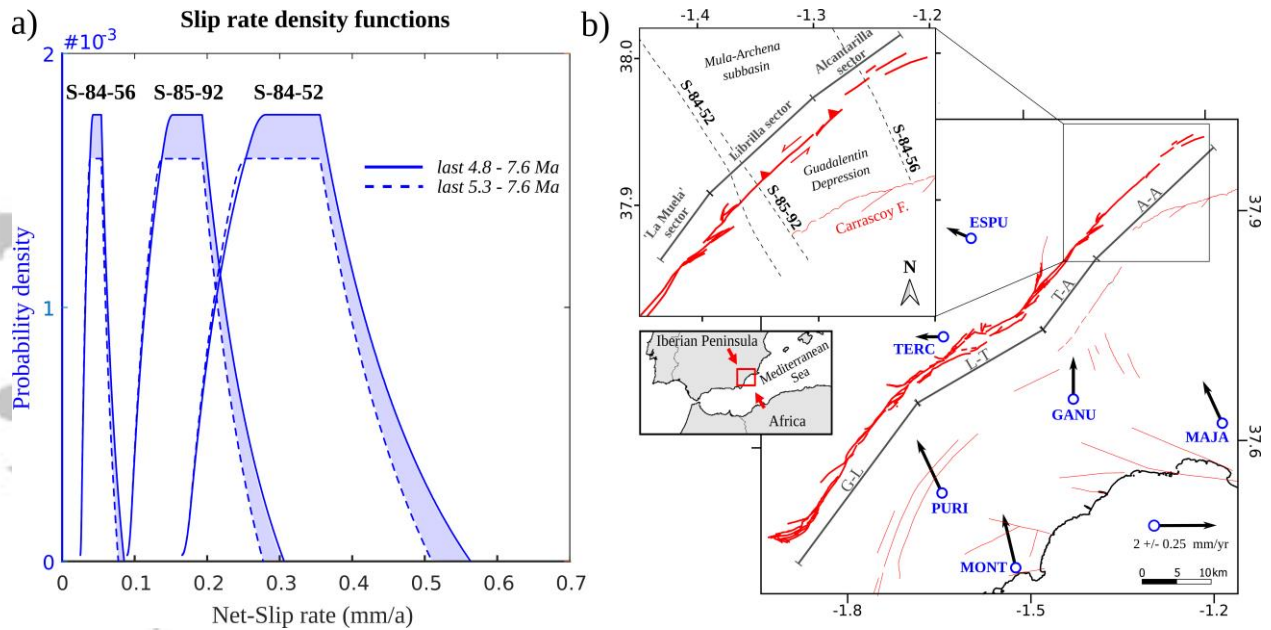 a)
Slip rate density functions
#10-3
2
1
0
Probability density
S-84-56 S-85-92 S-84-52
last 4.8 - 7.6 Ma
last 5.3 - 7.6 Ma
0 0.1 0.2 0.3 0.4 0.5 0.6 0.7
Net-Slip rate (mm/a)
b)
-1.4 -1.3 -1.2
38.0
37.9
Mula-Archena
subbasin
Alcantarilla
sector
S-84-52
Librilla sector
S-84-56
Guadalentin
Depression
'La Muela'
sector
S-85-92
Carrascoy F.
N
-1.4 -1.3
ESPU
A-A
37.9
T-A
TERC
L-T
Iberian Peninsula
Mediterranean
Sea
Africa
GANU
MAJA
37.6
G-L
PURI
MONT
2 +/- 0.25 mm/yr
0 5 10km
-1.8 -1.5 -1.2